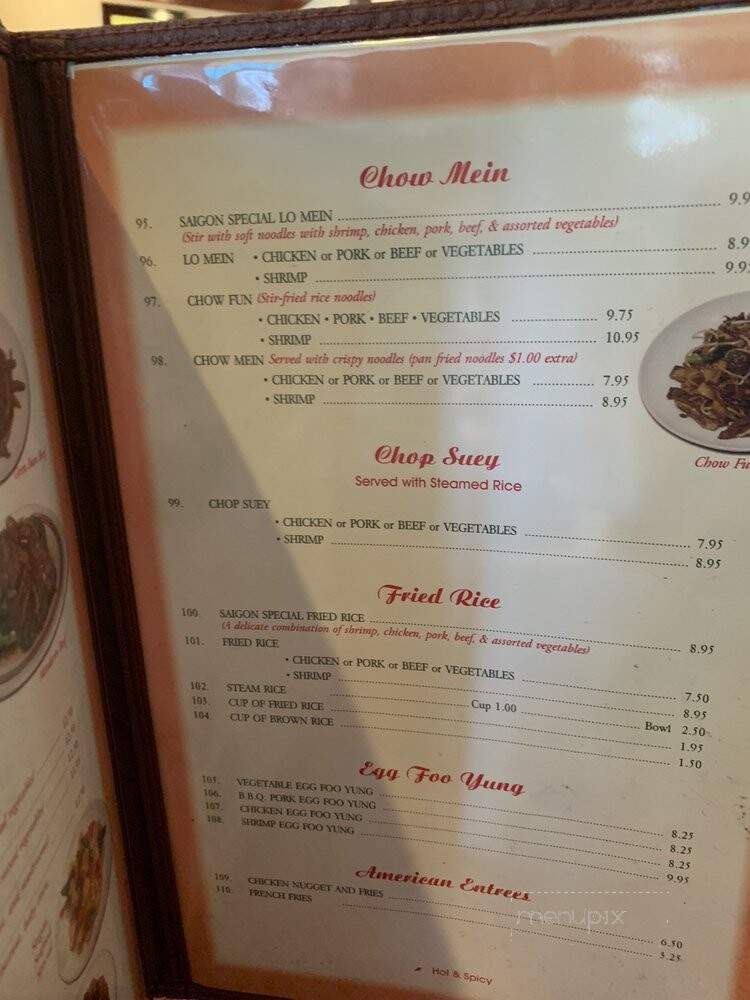 Chow Mein
95. SAIGON SPECIAL LO MEIN
(Stir with soft noodles with shrimp, chicken, pork, beef, & assorted vegetables)
96. LO MEIN • CHICKEN or PORK or BEEF or VEGETABLES
• SHRIMP
97. CHOW FUN (Stir-fried rice noodles)
• CHICKEN • PORK • BEEF • VEGETABLES 9.75
• SHRIMP 10.95
98. CHOW MEIN Served with crispy noodles (pan fried noodles $1.00 extra)
• CHICKEN or PORK or BEEF or VEGETABLES 7.95
• SHRIMP 8.95
Chow
Chop Suey
Served with Steamed Rice
99. CHOP SUEY
• CHICKEN or PORK or BEEF or VEGETABLES 7.95
• SHRIMP 8.95
Fried Rice
100. SAIGON SPECIAL FRIED RICE 8.95
(A delicate combination of shrimp, chicken, pork, beef, & assorted vegetables)
101. FRIED RICE
• CHICKEN or PORK or BEEF or VEGETABLES 7.50
• SHRIMP 8.95
102. STEAM RICE Cup 1.00 Bowl 2.50
103. CUP OF FRIED RICE 1.95
104. CUP OF BROWN RICE 1.50
Egg Foo Yung
105. VEGETABLE EGG FOO YUNG 8.25
106. B.B.Q. PORK EGG FOO YUNG 8.25
107. CHICKEN EGG FOO YUNG 8.25
108. SHRIMP EGG FOO YUNG 9.95
American Entrees
109. CHICKEN NUGGET AND FRIES 6.50
110. FRENCH FRIES 3.25
menupix
Hot & Spicy